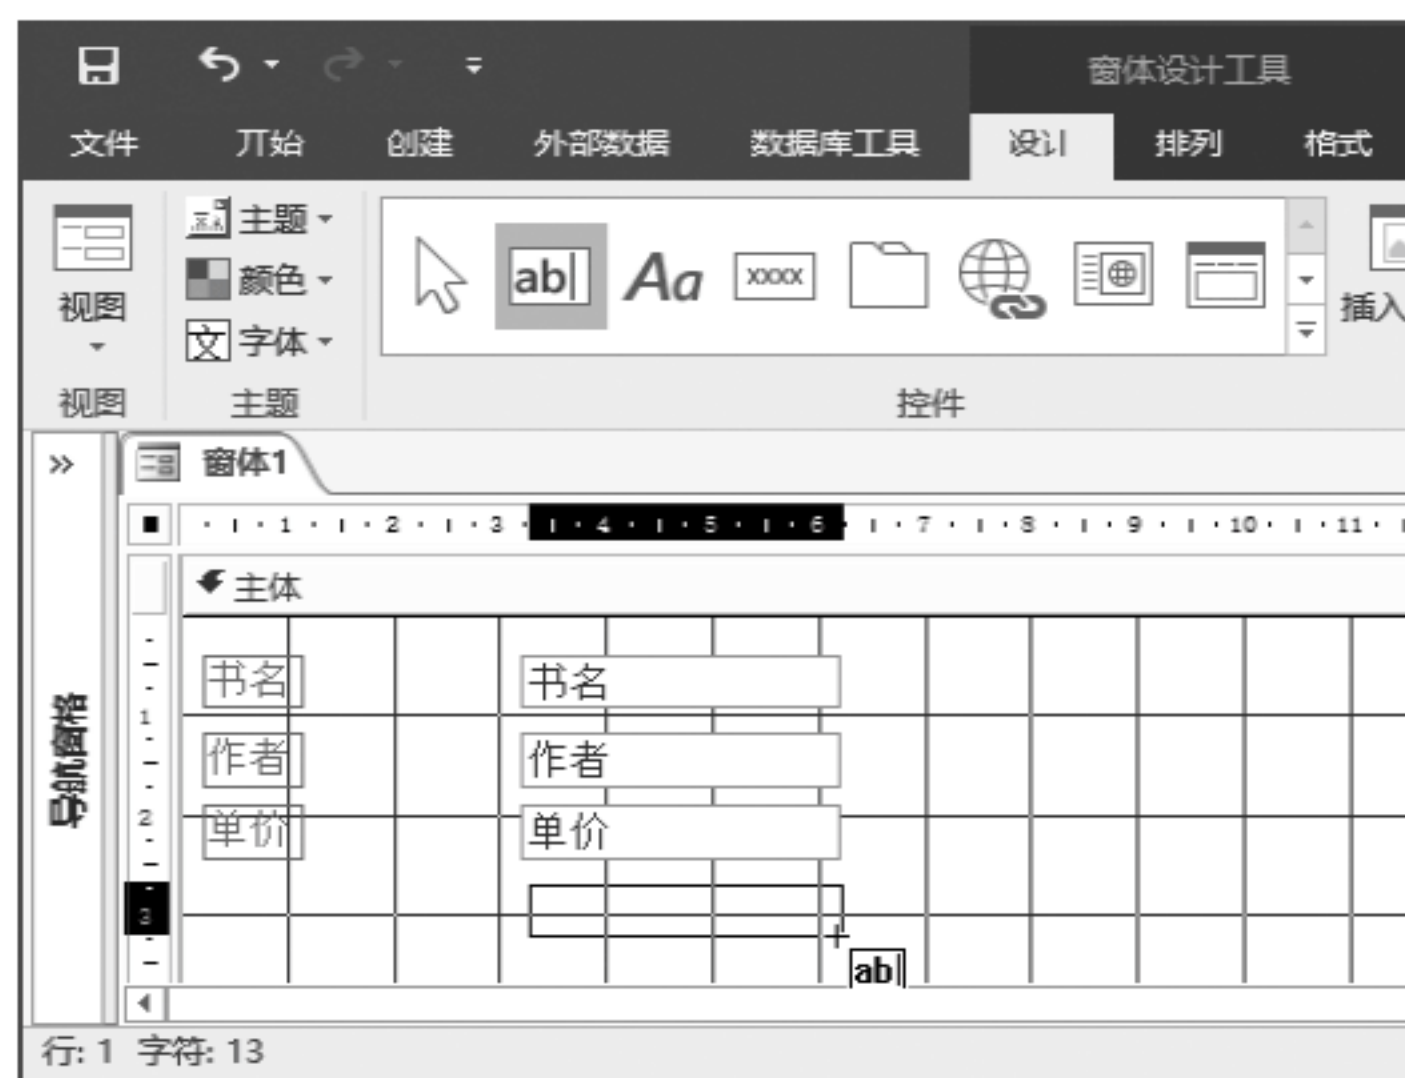 窗体设计工具
文件 开始 创建 外部数据 数据库工具 设计 排列 格式
主题
颜色
字体
ab|
Aa
xxxx
视图
插入
视图 主题 控件
窗体1
1 2 3 4 5 6 7 8 9 10 11
主体
书名 书名
1
作者 作者
2
单价 单价
3
ab|
导航窗格
行: 1 字符: 13